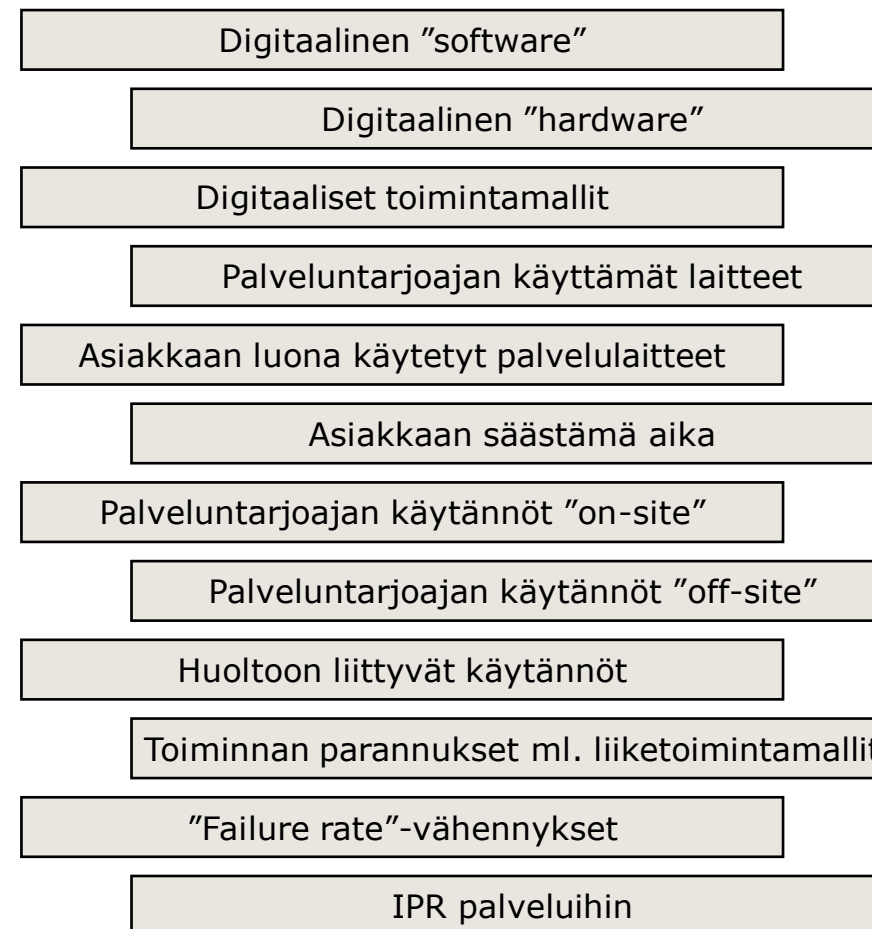 Digitaalinen ”software”
Digitaalinen ”hardware”
Digitaaliset toimintamallit
Palveluntarjoajan käyttämät laitteet
Asiakkaan luona käytetyt palvelulaitteet
Asiakkaan säästämä aika
Palveluntarjoajan käytännöt ”on-site”
Palveluntarjoajan käytännöt ”off-site”
Huoltoon liittyvät käytännöt
Toiminnan parannukset ml. liiketoimintamallit
”Failure rate”-vähennykset
IPR palveluihin